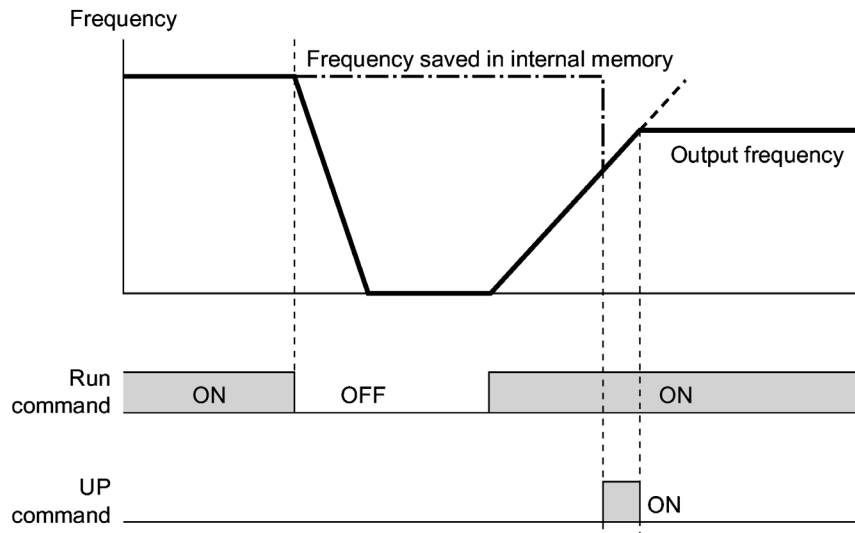 Frequency
Frequency saved in internal memory
Output frequency
Run
command
ON
OFF
ON
UP
command
ON